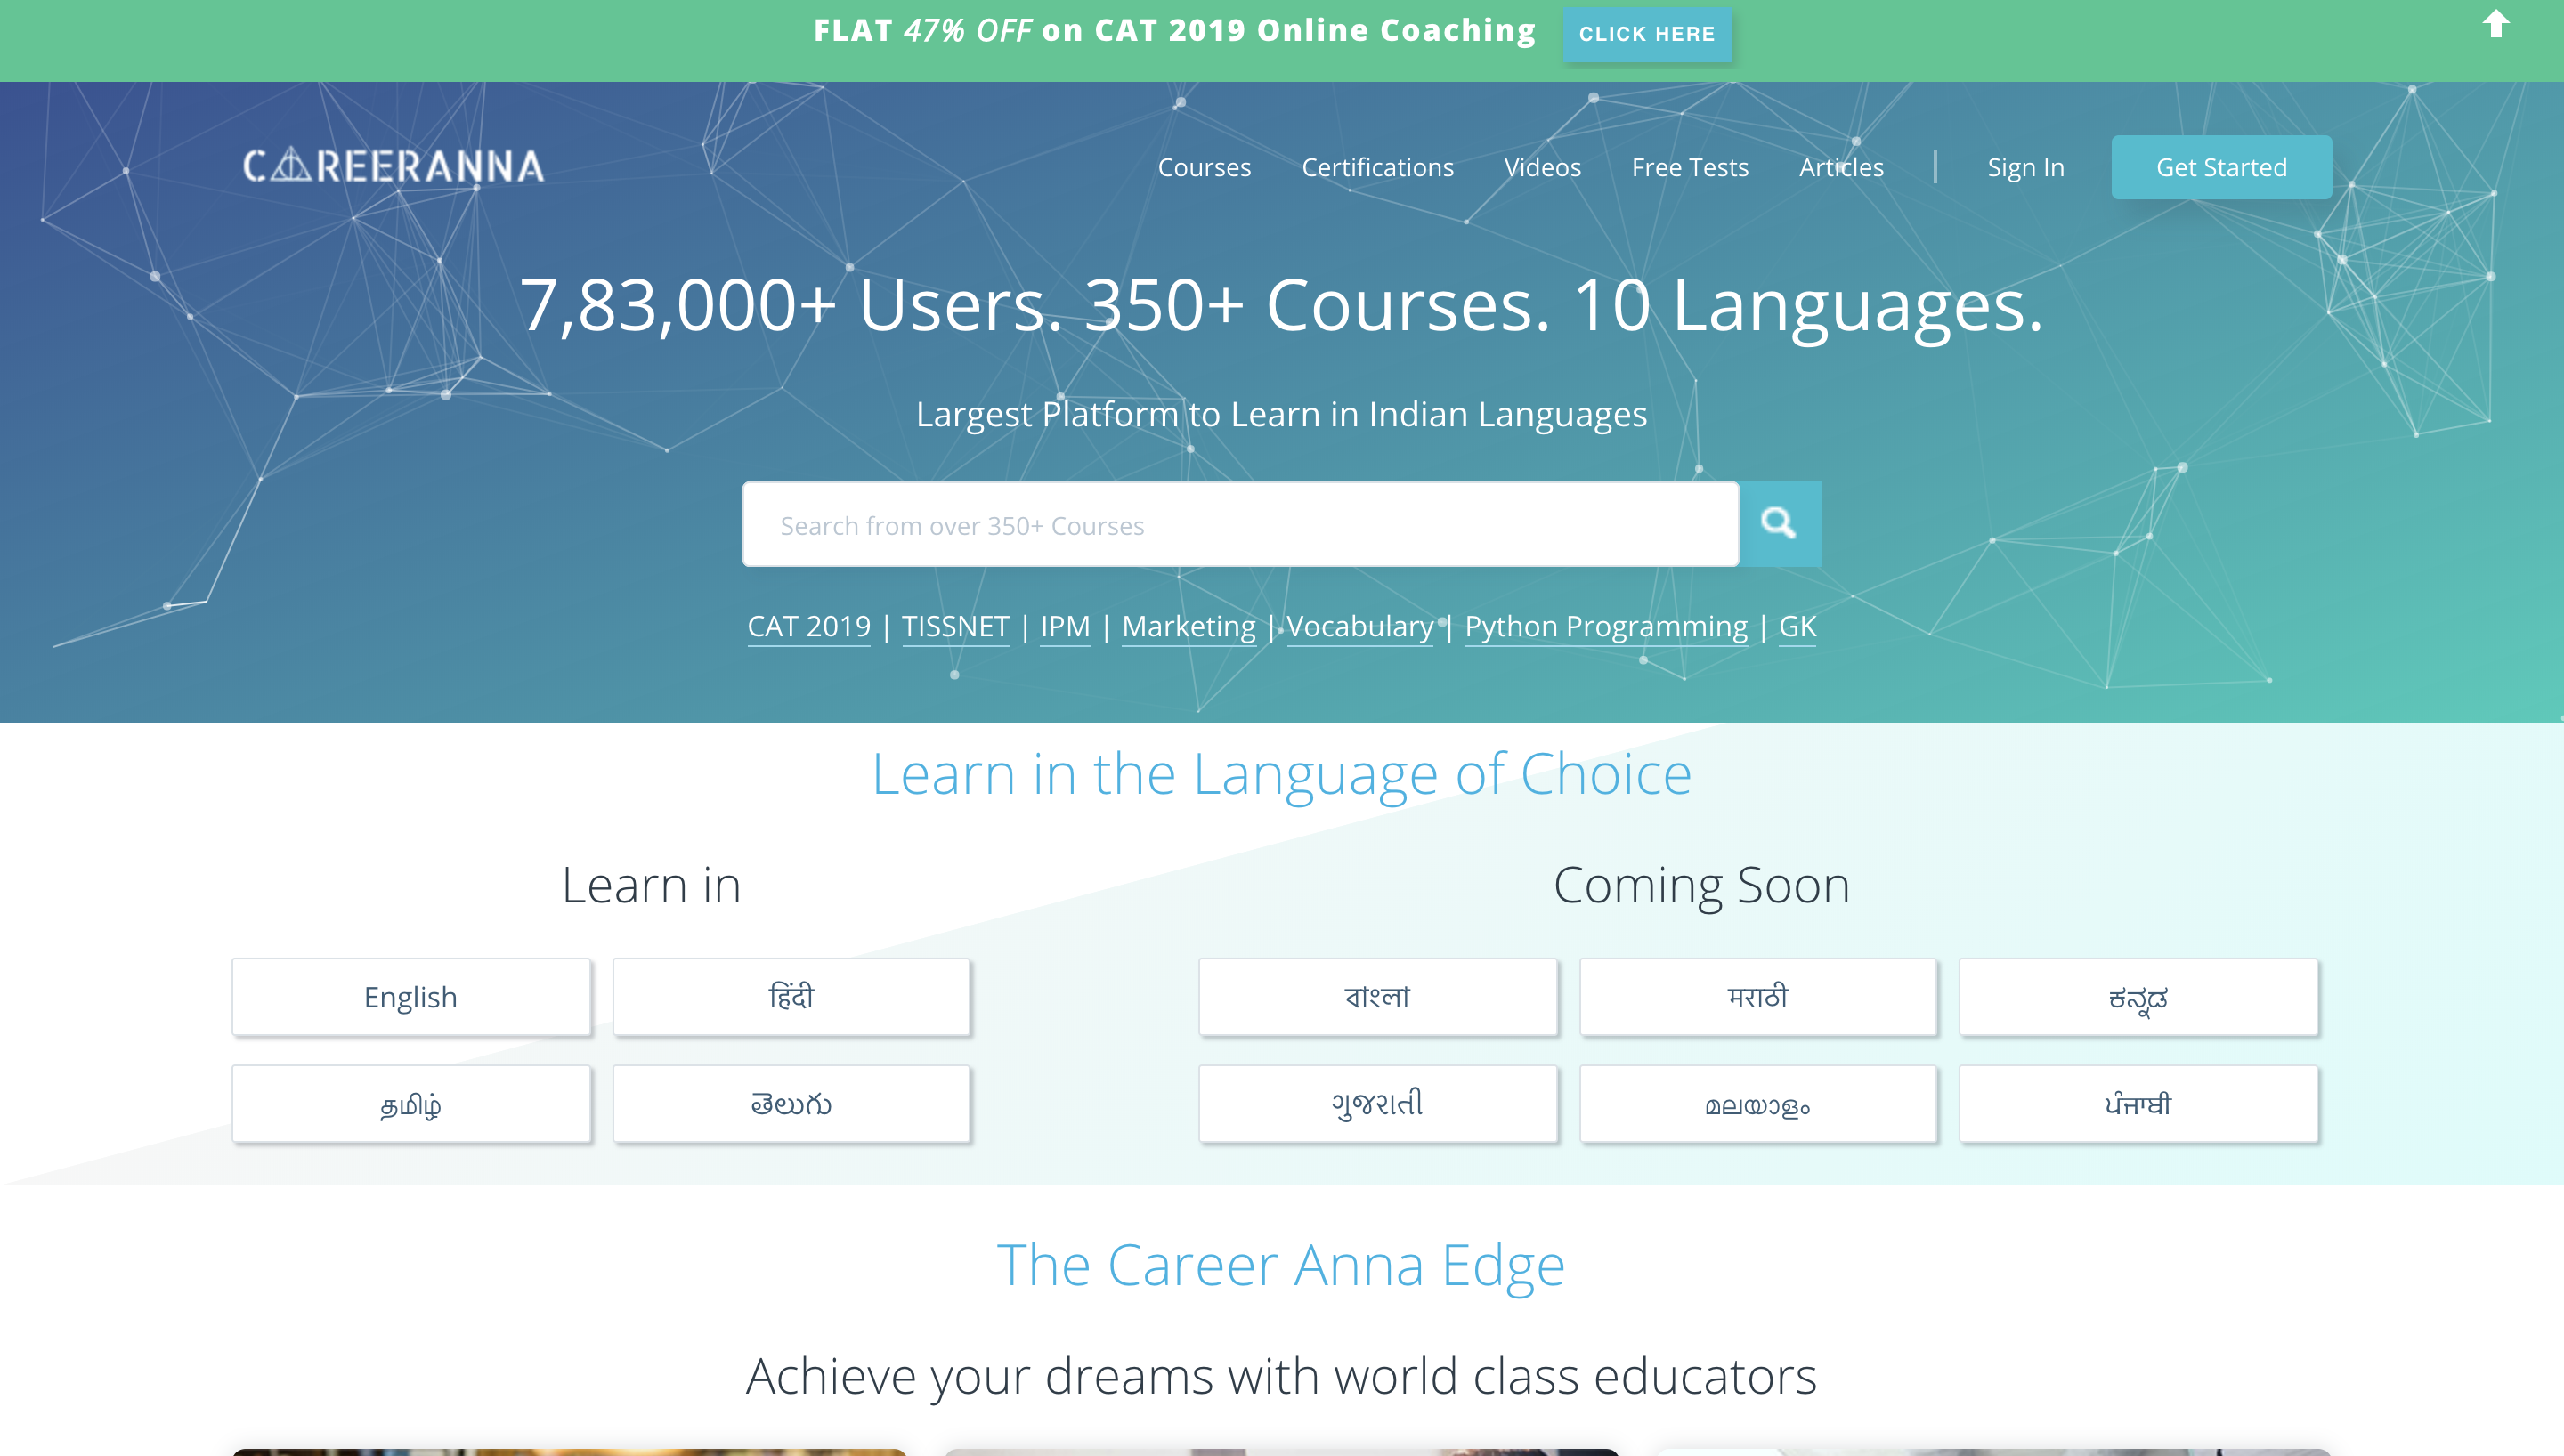 FLAT 47% OFF on CAT 2019 Online Coaching CLICK HERE
CAREERANNA Courses Certifications Videos Free Tests Articles | Sign In Get Started
7,83,000+ Users. 350+ Courses. 10 Languages.
Largest Platform to Learn in Indian Languages
Search from over 350+ Courses
CAT 2019 | TISSNET | IPM | Marketing | Vocabulary | Python Programming | GK
Learn in the Language of Choice
Learn in
English हिंदी
தமிழ் తెలుగు
Coming Soon
বাংলা मराठी ಕನ್ನಡ
ગુજરાતી മലയാളം ਪੰਜਾਬੀ
The Career Anna Edge
Achieve your dreams with world class educators